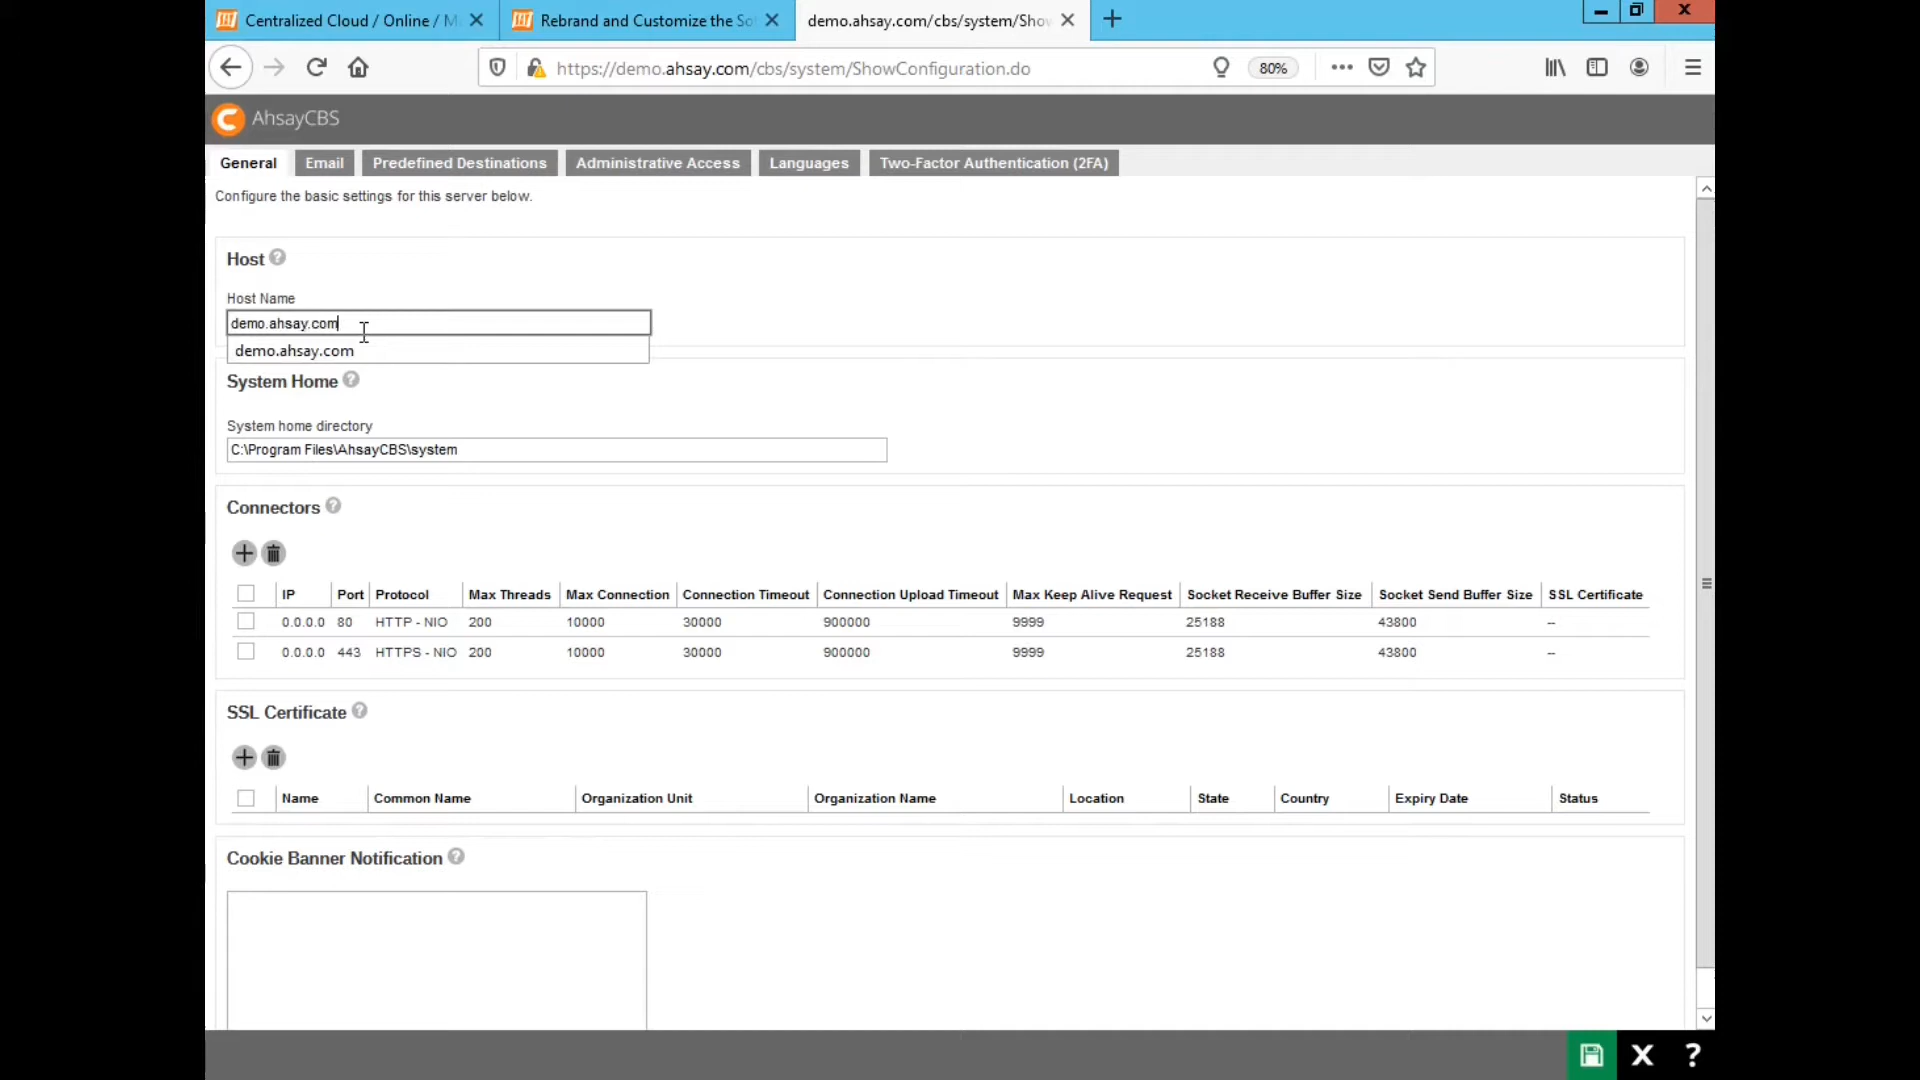 Centralized Cloud / Online / M
Rebrand and Customize the So
demo.ahsay.com/cbs/system/Show
https://demo.ahsay.com/cbs/system/ShowConfiguration.do
80%
AhsayCBS
General
Email
Predefined Destinations
Administrative Access
Languages
Two-Factor Authentication (2FA)
Configure the basic settings for this server below.
Host
Host Name
demo.ahsay.com
demo.ahsay.com
System Home
System home directory
C:\Program Files\AhsayCBS\system
Connectors
IP Port Protocol Max Threads Max Connection Connection Timeout Connection Upload Timeout Max Keep Alive Request Socket Receive Buffer Size Socket Send Buffer Size SSL Certificate
0.0.0.0 80 HTTP - NIO 200 10000 30000 900000 9999 25188 43800 --
0.0.0.0 443 HTTPS - NIO 200 10000 30000 900000 9999 25188 43800 --
SSL Certificate
Name Common Name Organization Unit Organization Name Location State Country Expiry Date Status
Cookie Banner Notification